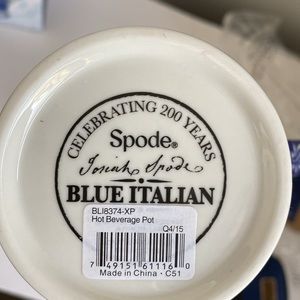 CELEBRATING 200 YEARS
Spode®
Josiah Spode
BLUE ITALIAN
BLI8374-XP
Hot Beverage Pot
Q4/15
7 49151 61116 0
Made in China · C51